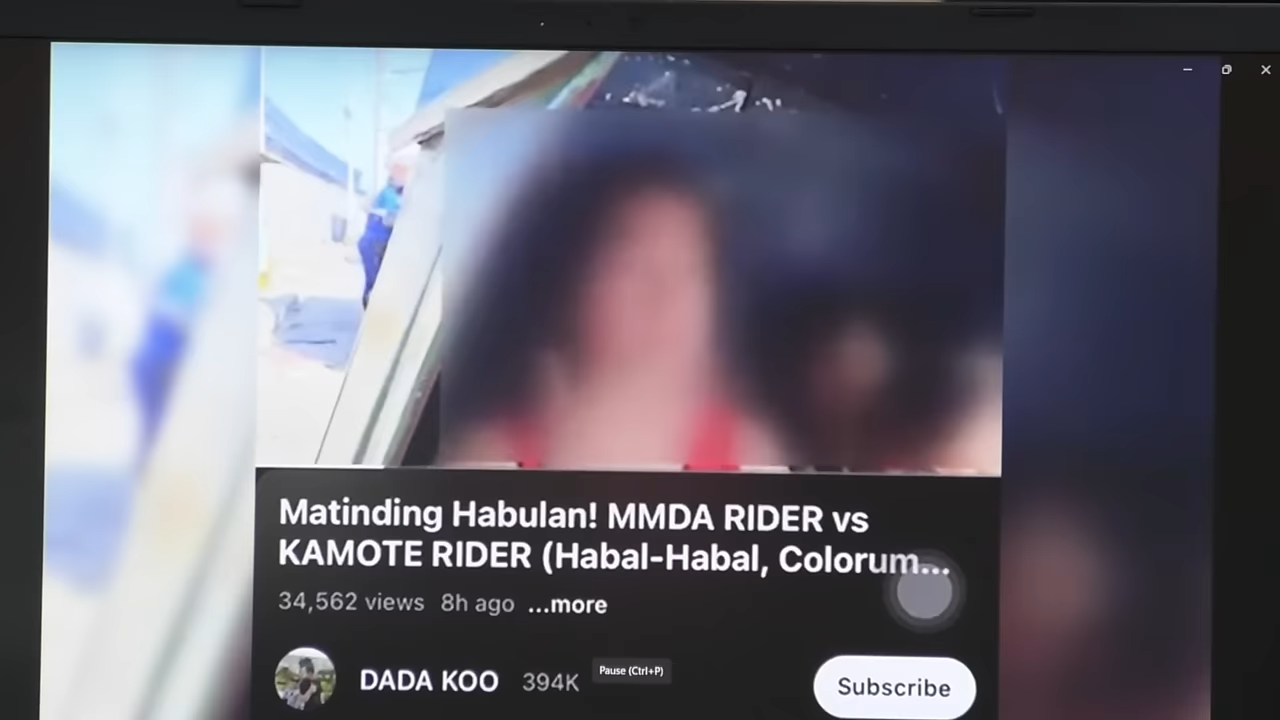 Matinding Habulan! MMDA RIDER vs
KAMOTE RIDER (Habal-Habal, Colorum...
34,562 views 8h ago ...more
DADA KOO 394K
Pause (Ctrl+P)
Subscribe